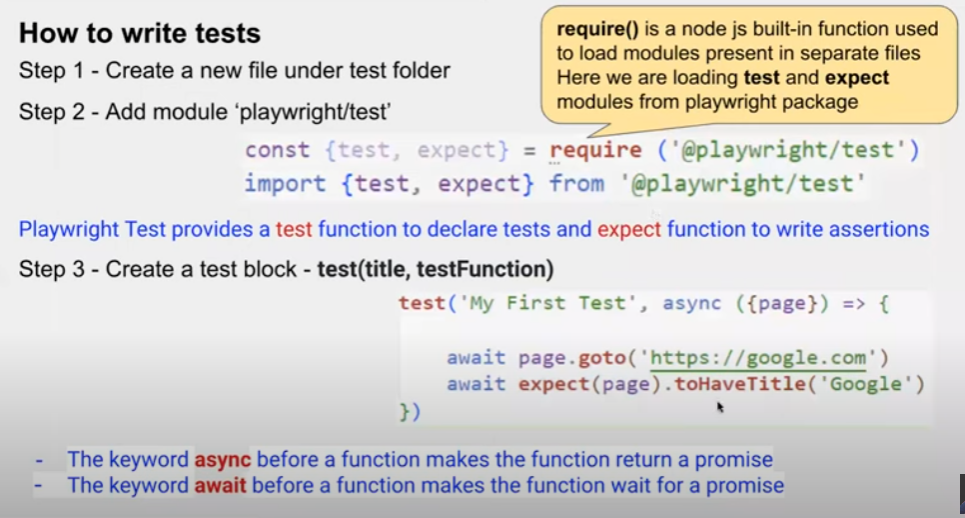 How to write tests
Step 1 - Create a new file under test folder
Step 2 - Add module ‘playwright/test’
require() is a node js built-in function used
to load modules present in separate files
Here we are loading test and expect
modules from playwright package
const {test, expect} = require ('@playwright/test')
import {test, expect} from '@playwright/test'
Playwright Test provides a test function to declare tests and expect function to write assertions
Step 3 - Create a test block - test(title, testFunction)
test('My First Test', async ({page}) => {
await page.goto('https://google.com')
await expect(page).toHaveTitle('Google')
})
- The keyword async before a function makes the function return a promise
- The keyword await before a function makes the function wait for a promise